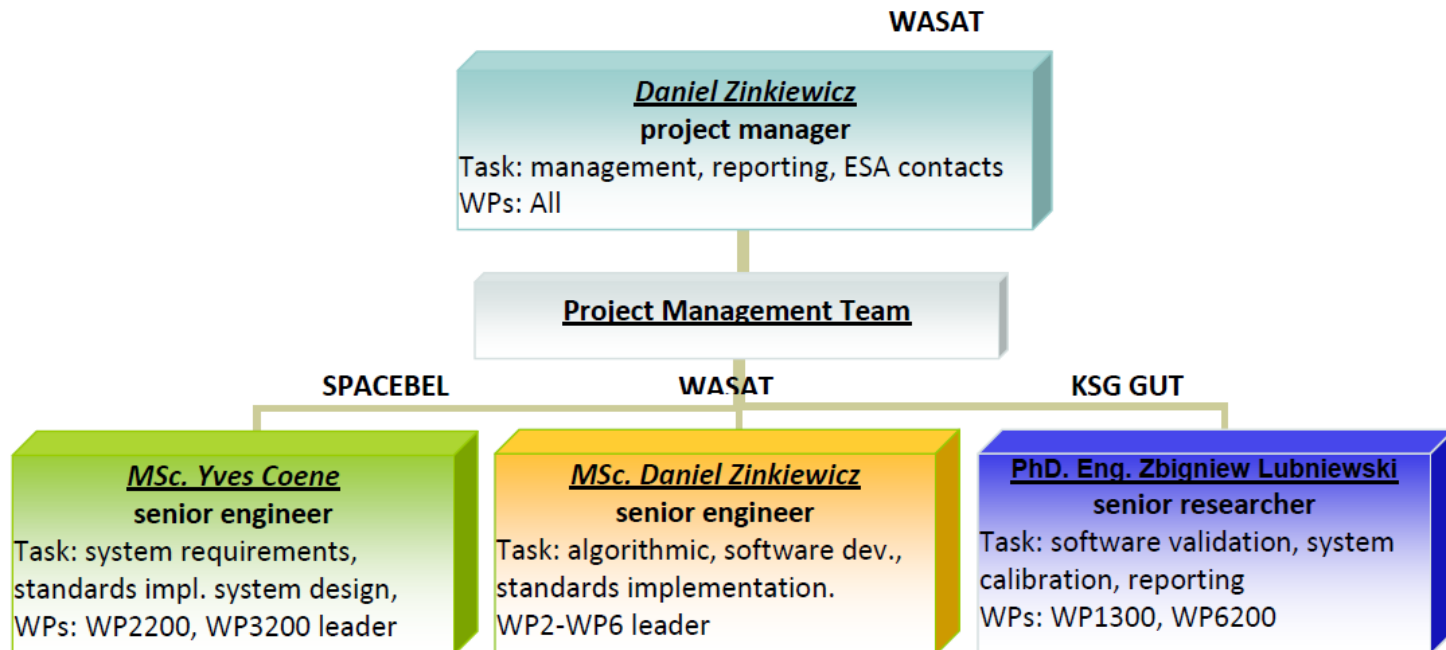 WASAT
Daniel Zinkiewicz
project manager
Task: management, reporting, ESA contacts
WPs: All
Project Management Team
SPACEBEL
WASAT
KSG GUT
MSc. Yves Coene
senior engineer
Task: system requirements,
standards impl. system design,
WPs: WP2200, WP3200 leader
MSc. Daniel Zinkiewicz
senior engineer
Task: algorithmic, software dev.,
standards implementation.
WP2-WP6 leader
PhD. Eng. Zbigniew Lubniewski
senior researcher
Task: software validation, system
calibration, reporting
WPs: WP1300, WP6200